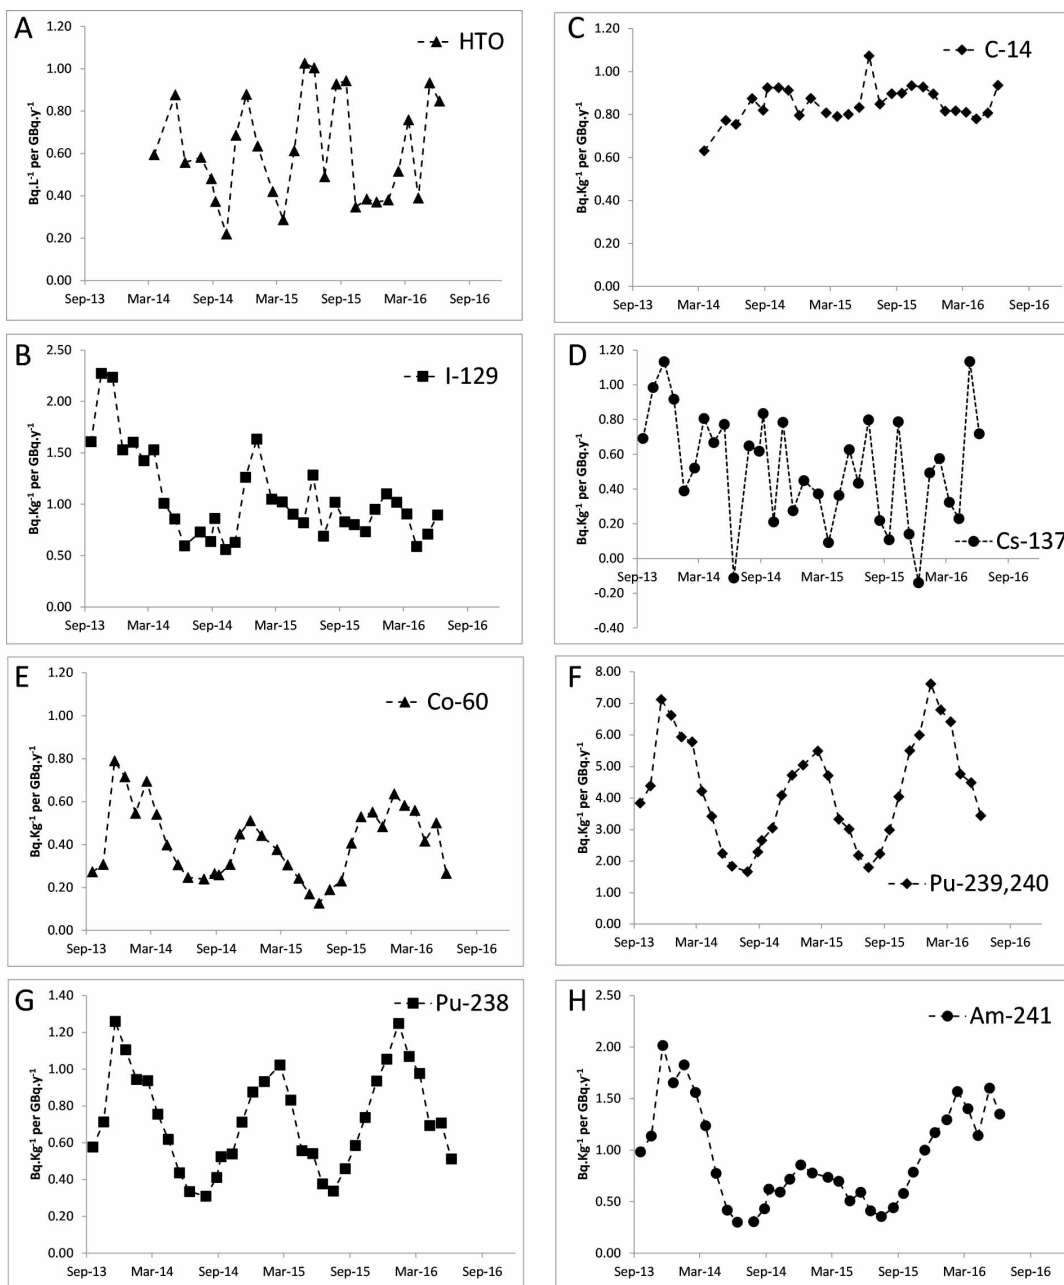 A
HTO
Bq.L⁻¹ per GBq.y⁻¹
1.20
1.00
0.80
0.60
0.40
0.20
0.00
Sep-13 Mar-14 Sep-14 Mar-15 Sep-15 Mar-16 Sep-16
C
C-14
Bq.Kg⁻¹ per GBq.y⁻¹
1.20
1.00
0.80
0.60
0.40
0.20
0.00
Sep-13 Mar-14 Sep-14 Mar-15 Sep-15 Mar-16 Sep-16
B
I-129
Bq.Kg⁻¹ per GBq.y⁻¹
2.50
2.00
1.50
1.00
0.50
0.00
Sep-13 Mar-14 Sep-14 Mar-15 Sep-15 Mar-16 Sep-16
D
Bq.Kg⁻¹ per GBq.y⁻¹
1.20
1.00
0.80
0.60
0.40
0.20
0.00
-0.20
-0.40
Cs-137
Sep-13 Mar-14 Sep-14 Mar-15 Sep-15 Mar-16 Sep-16
E
Co-60
Bq.Kg⁻¹ per GBq.y⁻¹
1.20
1.00
0.80
0.60
0.40
0.20
0.00
Sep-13 Mar-14 Sep-14 Mar-15 Sep-15 Mar-16 Sep-16
F
Bq.Kg⁻¹ per GBq.y⁻¹
8.00
7.00
6.00
5.00
4.00
3.00
2.00
1.00
0.00
Pu-239,240
Sep-13 Mar-14 Sep-14 Mar-15 Sep-15 Mar-16 Sep-16
G
Pu-238
Bq.Kg⁻¹ per GBq.y⁻¹
1.40
1.20
1.00
0.80
0.60
0.40
0.20
0.00
Sep-13 Mar-14 Sep-14 Mar-15 Sep-15 Mar-16 Sep-16
H
Am-241
Bq.Kg⁻¹ per GBq.y⁻¹
2.50
2.00
1.50
1.00
0.50
0.00
Sep-13 Mar-14 Sep-14 Mar-15 Sep-15 Mar-16 Sep-16